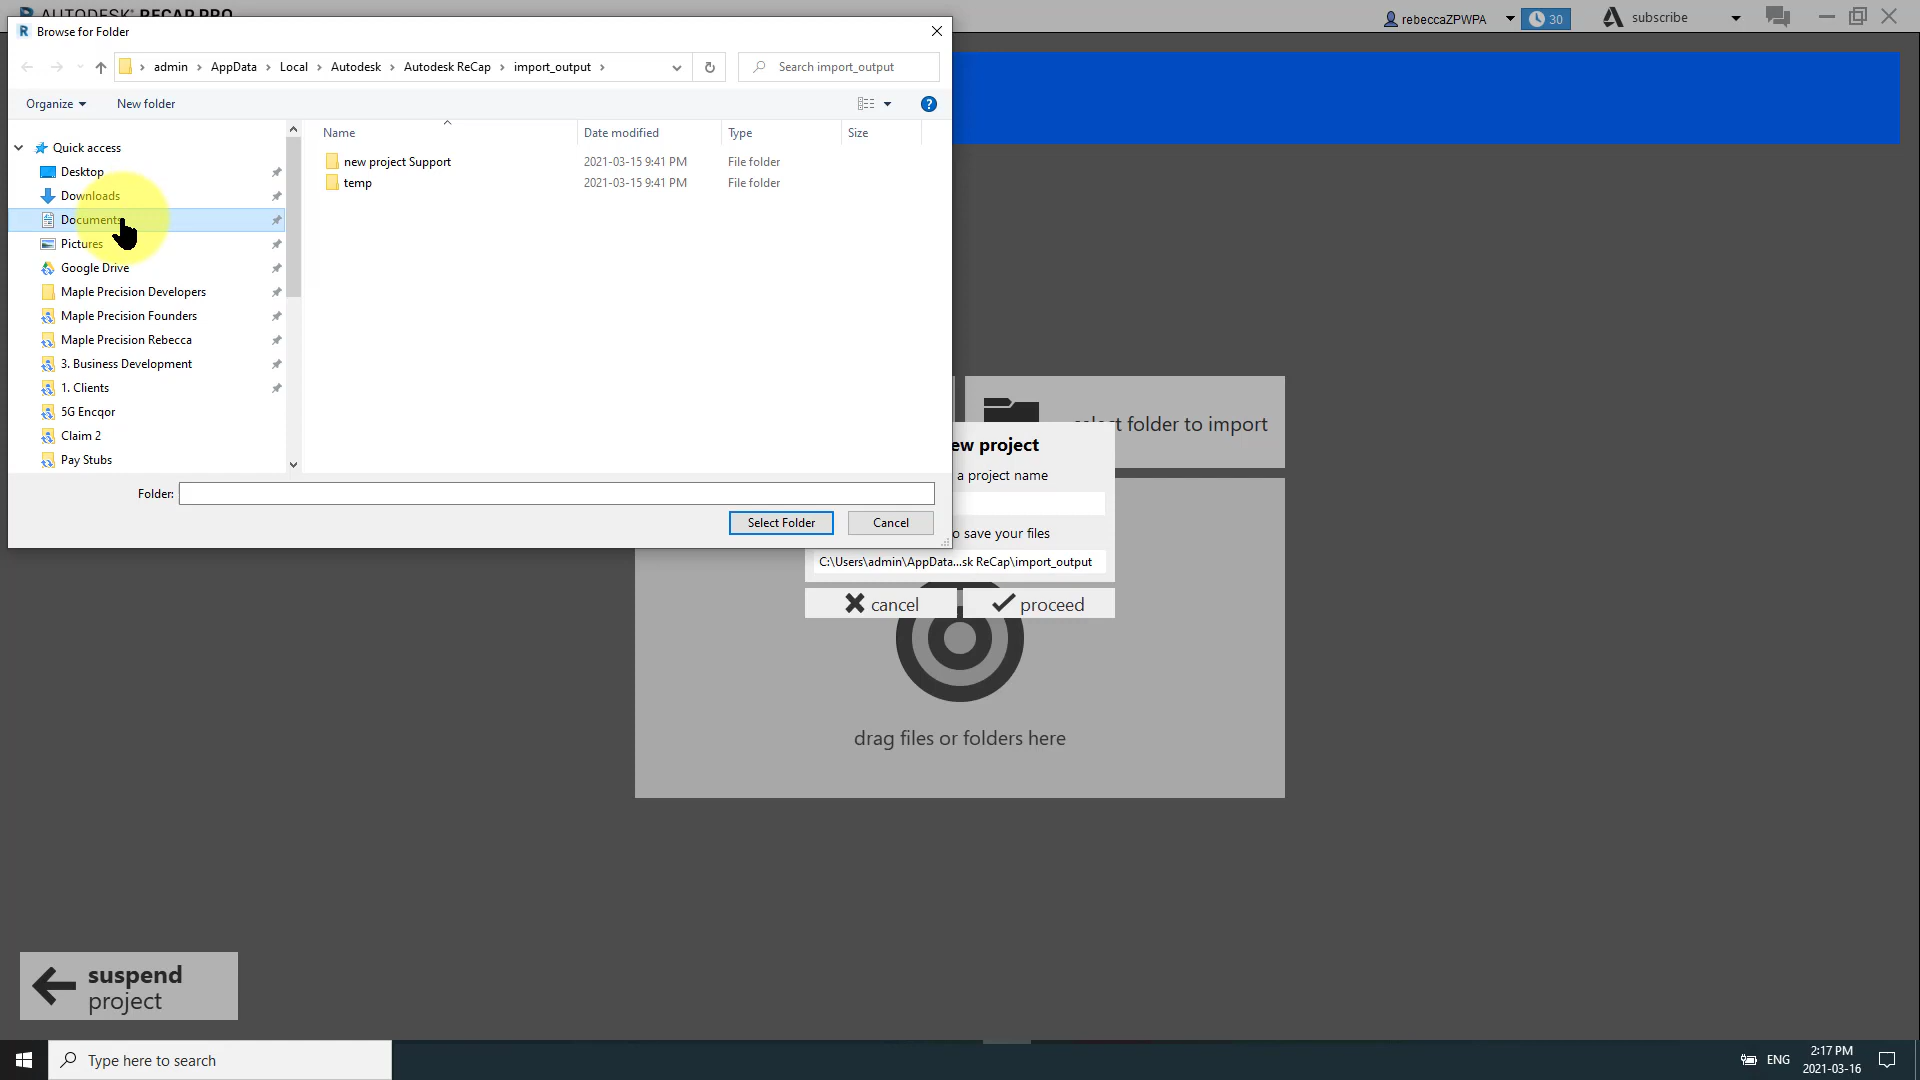 AUTODESK® RECAP PRO
rebeccaZPWPA
30
subscribe
Browse for Folder
admin > AppData > Local > Autodesk > Autodesk ReCap > import_output >
Search import_output
Organize
New folder
?
Name
Date modified
Type
Size
Quick access
Desktop
Downloads
Documents
Pictures
Google Drive
Maple Precision Developers
Maple Precision Founders
Maple Precision Rebecca
3. Business Development
1. Clients
5G Encqor
Claim 2
Pay Stubs
new project Support 2021-03-15 9:41 PM File folder
temp 2021-03-15 9:41 PM File folder
Folder:
Select Folder
Cancel
folder to import
ew project
a project name
o save your files
C:\Users\admin\AppData...sk ReCap\import_output
cancel
proceed
drag files or folders here
suspend
project
Type here to search
ENG
2:17 PM
2021-03-16